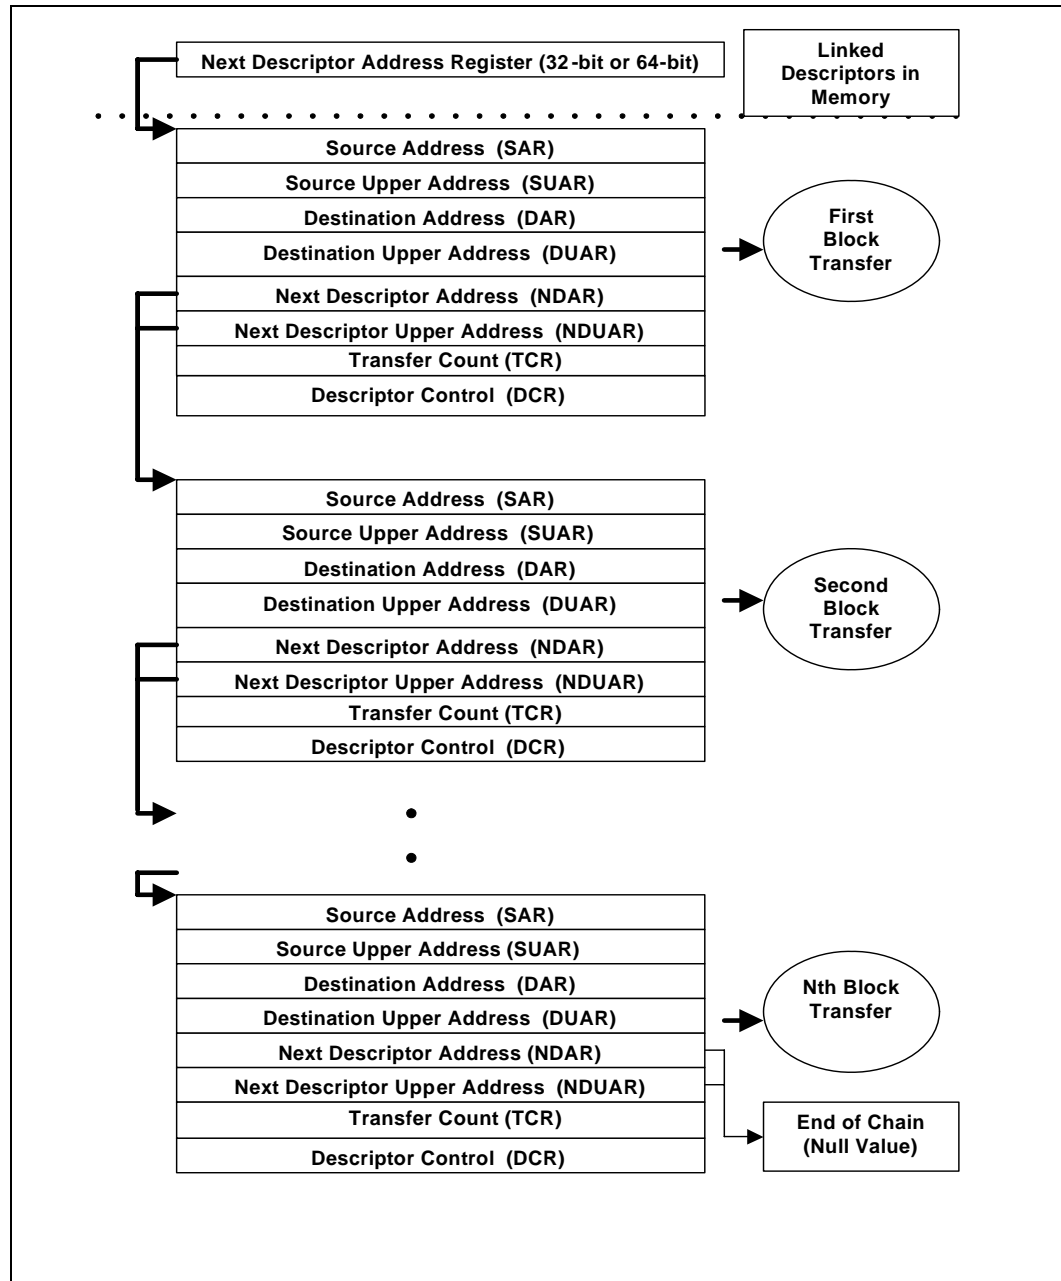 Next Descriptor Address Register (32-bit or 64-bit)
Linked
Descriptors in
Memory
Source Address (SAR)
Source Upper Address (SUAR)
Destination Address (DAR)
Destination Upper Address (DUAR)
Next Descriptor Address (NDAR)
Next Descriptor Upper Address (NDUAR)
Transfer Count (TCR)
Descriptor Control (DCR)
First
Block
Transfer
Source Address (SAR)
Source Upper Address (SUAR)
Destination Address (DAR)
Destination Upper Address (DUAR)
Next Descriptor Address (NDAR)
Next Descriptor Upper Address (NDUAR)
Transfer Count (TCR)
Descriptor Control (DCR)
Second
Block
Transfer
Source Address (SAR)
Source Upper Address (SUAR)
Destination Address (DAR)
Destination Upper Address (DUAR)
Next Descriptor Address (NDAR)
Next Descriptor Upper Address (NDUAR)
Transfer Count (TCR)
Descriptor Control (DCR)
Nth Block
Transfer
End of Chain
(Null Value)